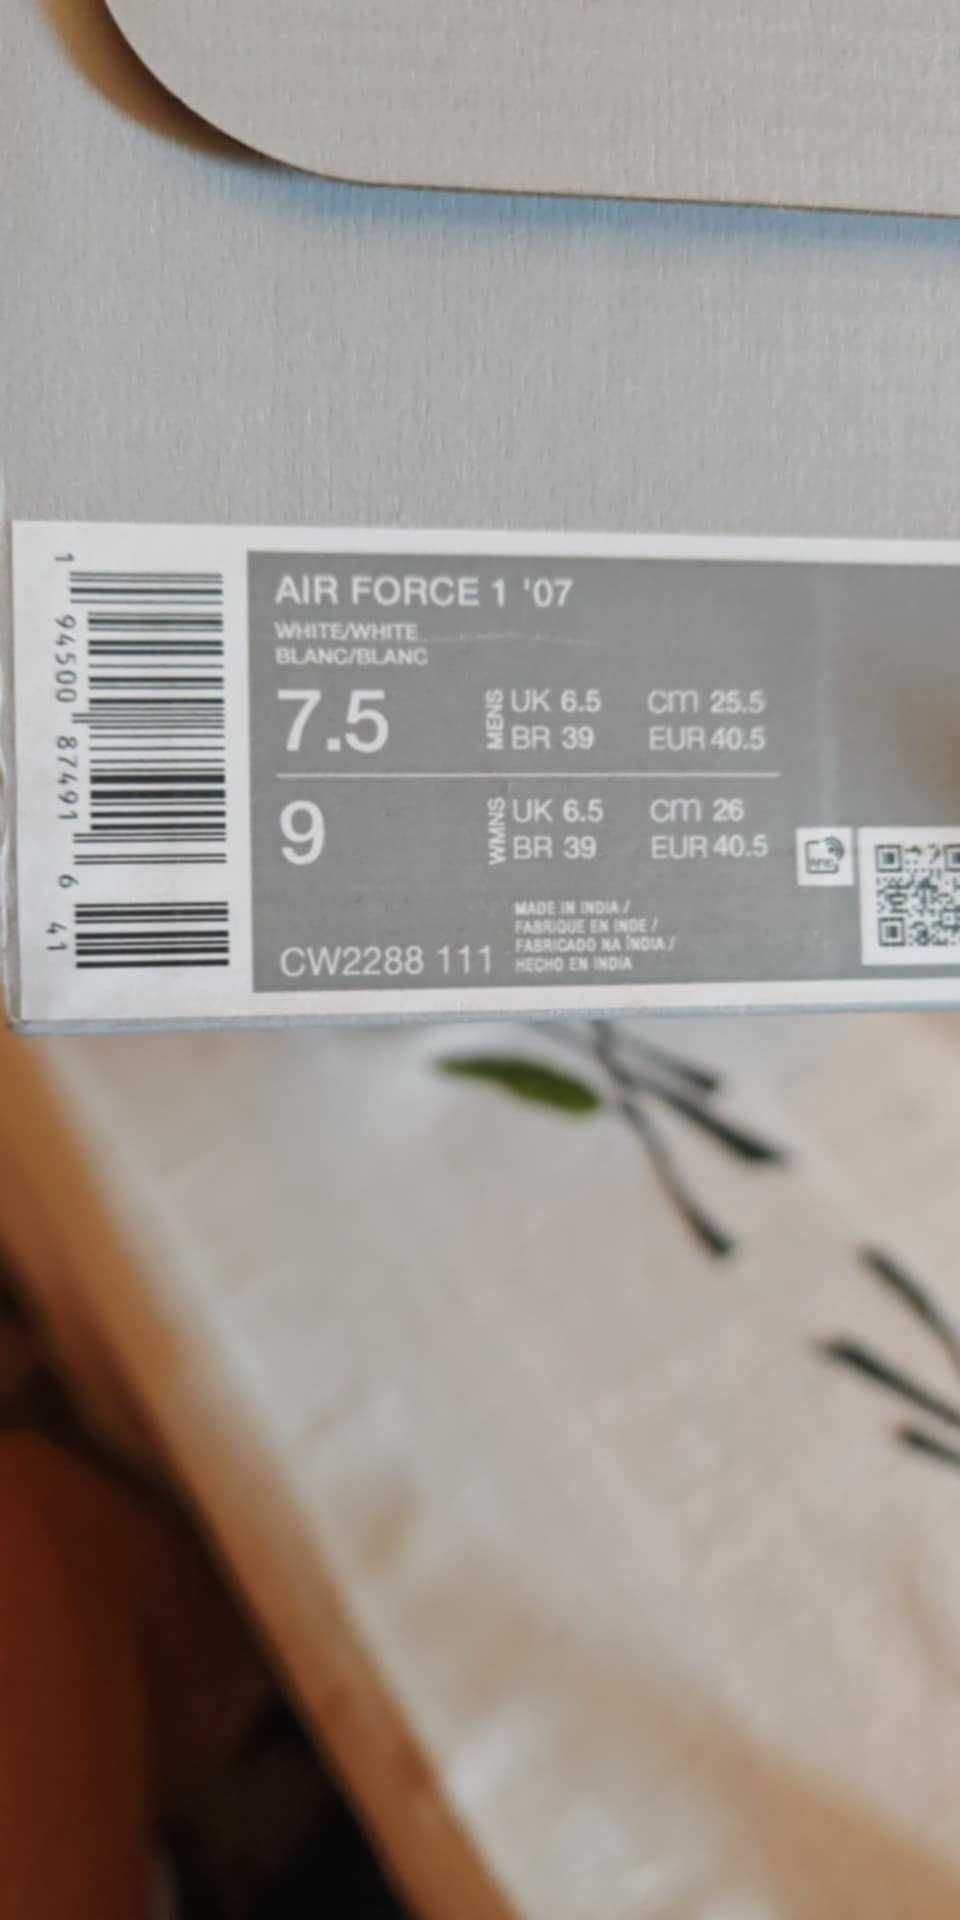 AIR FORCE 1 '07
WHITE/WHITE
BLANC/BLANC
7.5 MENS UK 6.5 cm 25.5
BR 39 EUR 40.5
9 WMNS UK 6.5 cm 26
BR 39 EUR 40.5
MADE IN INDIA /
FABRIQUE EN INDE /
FABRICADO NA ÍNDIA /
HECHO EN INDIA
CW2288 111
1 94500 87491 6 41